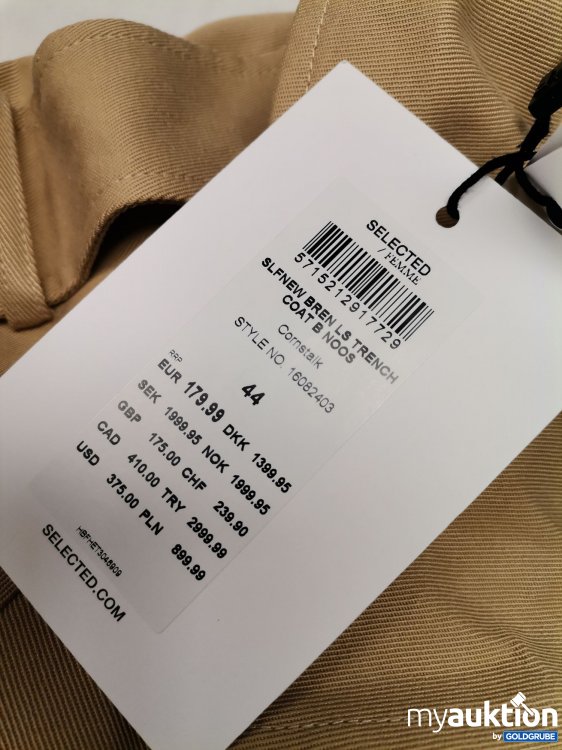 SELECTED
/ FEMME
5715212917729
SLFNEW BREN LS TRENCH
COAT B NOOS
Cornstalk
STYLE NO. 16082403
44
RRP
EUR 179.99 DKK 1399.95
SEK 1999.95 NOK 1999.95
GBP 175.00 CHF 239.90
CAD 410.00 TRY 2999.99
USD 375.00 PLN 899.99
HBF-HET3046909
SELECTED.COM
myauktion
by GOLDGRUBE